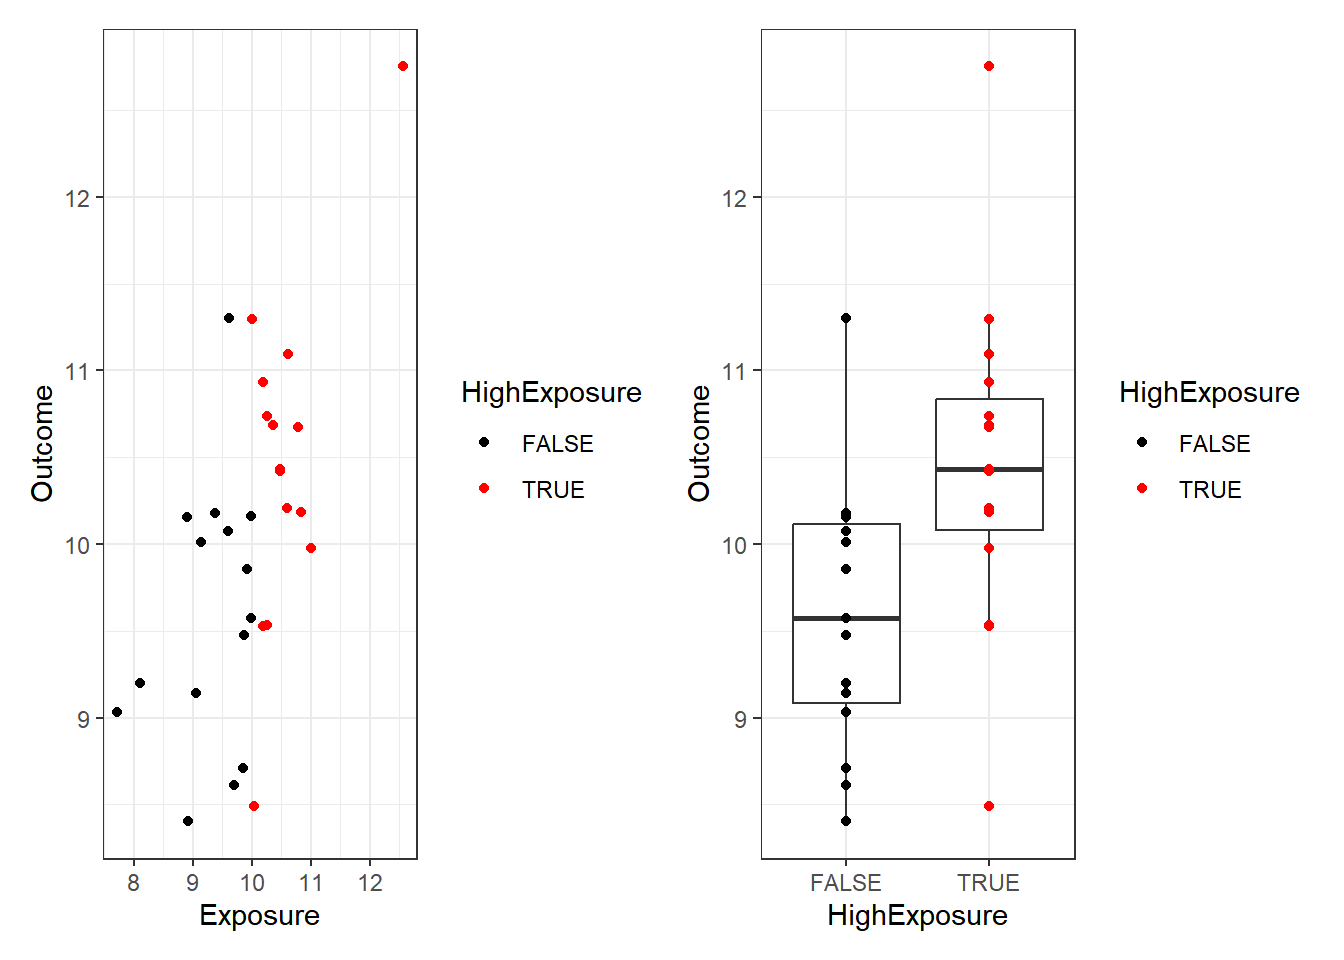 Outcome
12
11
10
9
8 9 10 11 12
Exposure
HighExposure
FALSE
TRUE
Outcome
12
11
10
9
FALSE TRUE
HighExposure
HighExposure
FALSE
TRUE